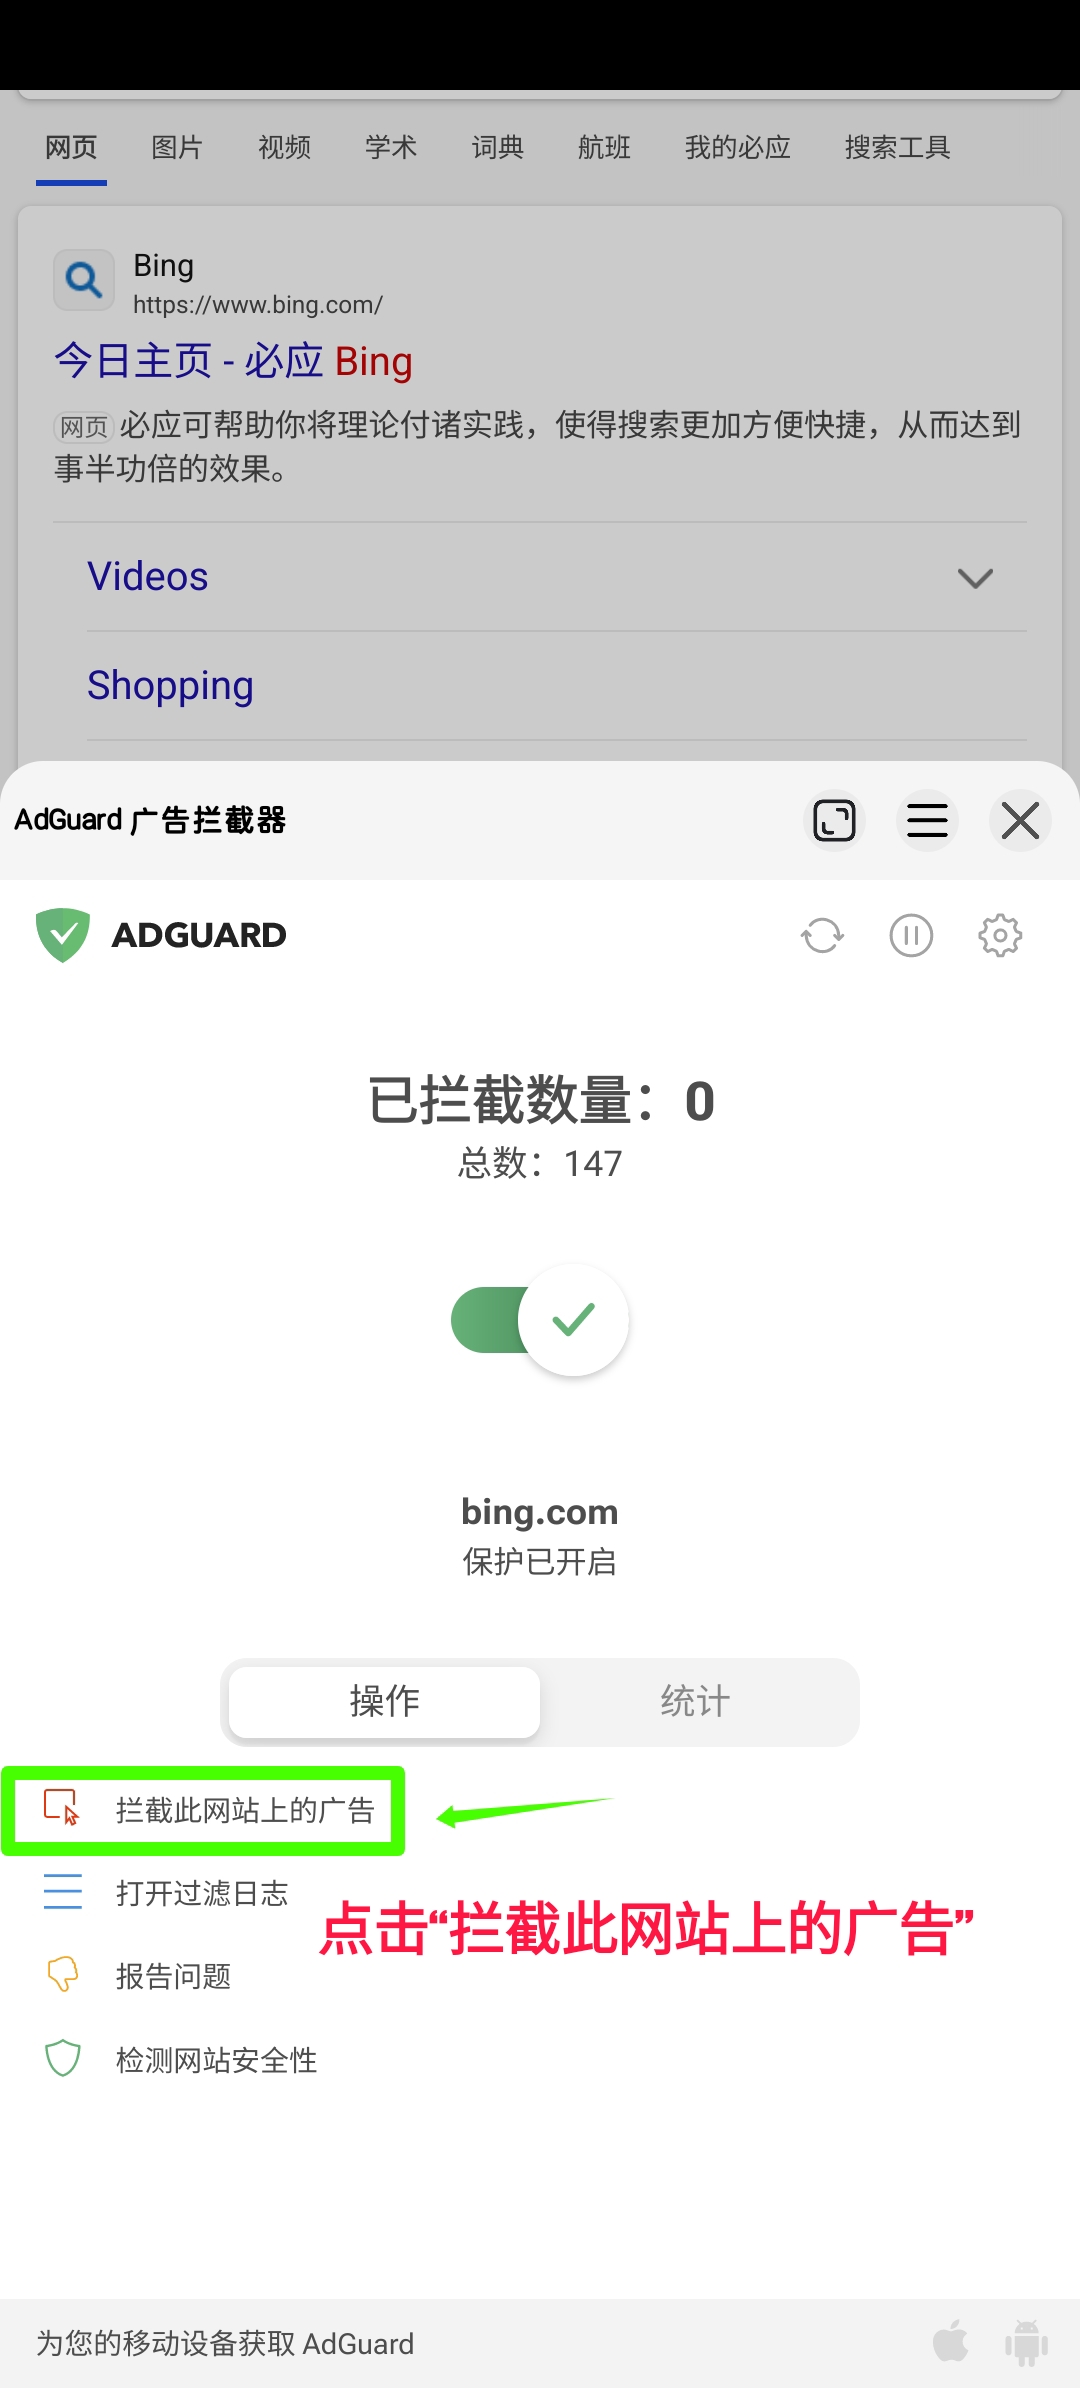 网页 图片 视频 学术 词典 航班 我的必应 搜索工具
Bing
https://www.bing.com/
今日主页 - 必应 Bing
网页 必应可帮助你将理论付诸实践，使得搜索更加方便快捷，从而达到
事半功倍的效果。
Videos
Shopping
AdGuard 广告拦截器
ADGUARD
已拦截数量：0
总数：147
bing.com
保护已开启
操作 统计
拦截此网站上的广告
打开过滤日志
点击“拦截此网站上的广告”
报告问题
检测网站安全性
为您的移动设备获取 AdGuard